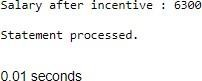 Salary after incentive : 6300
Statement processed.
0.01 seconds